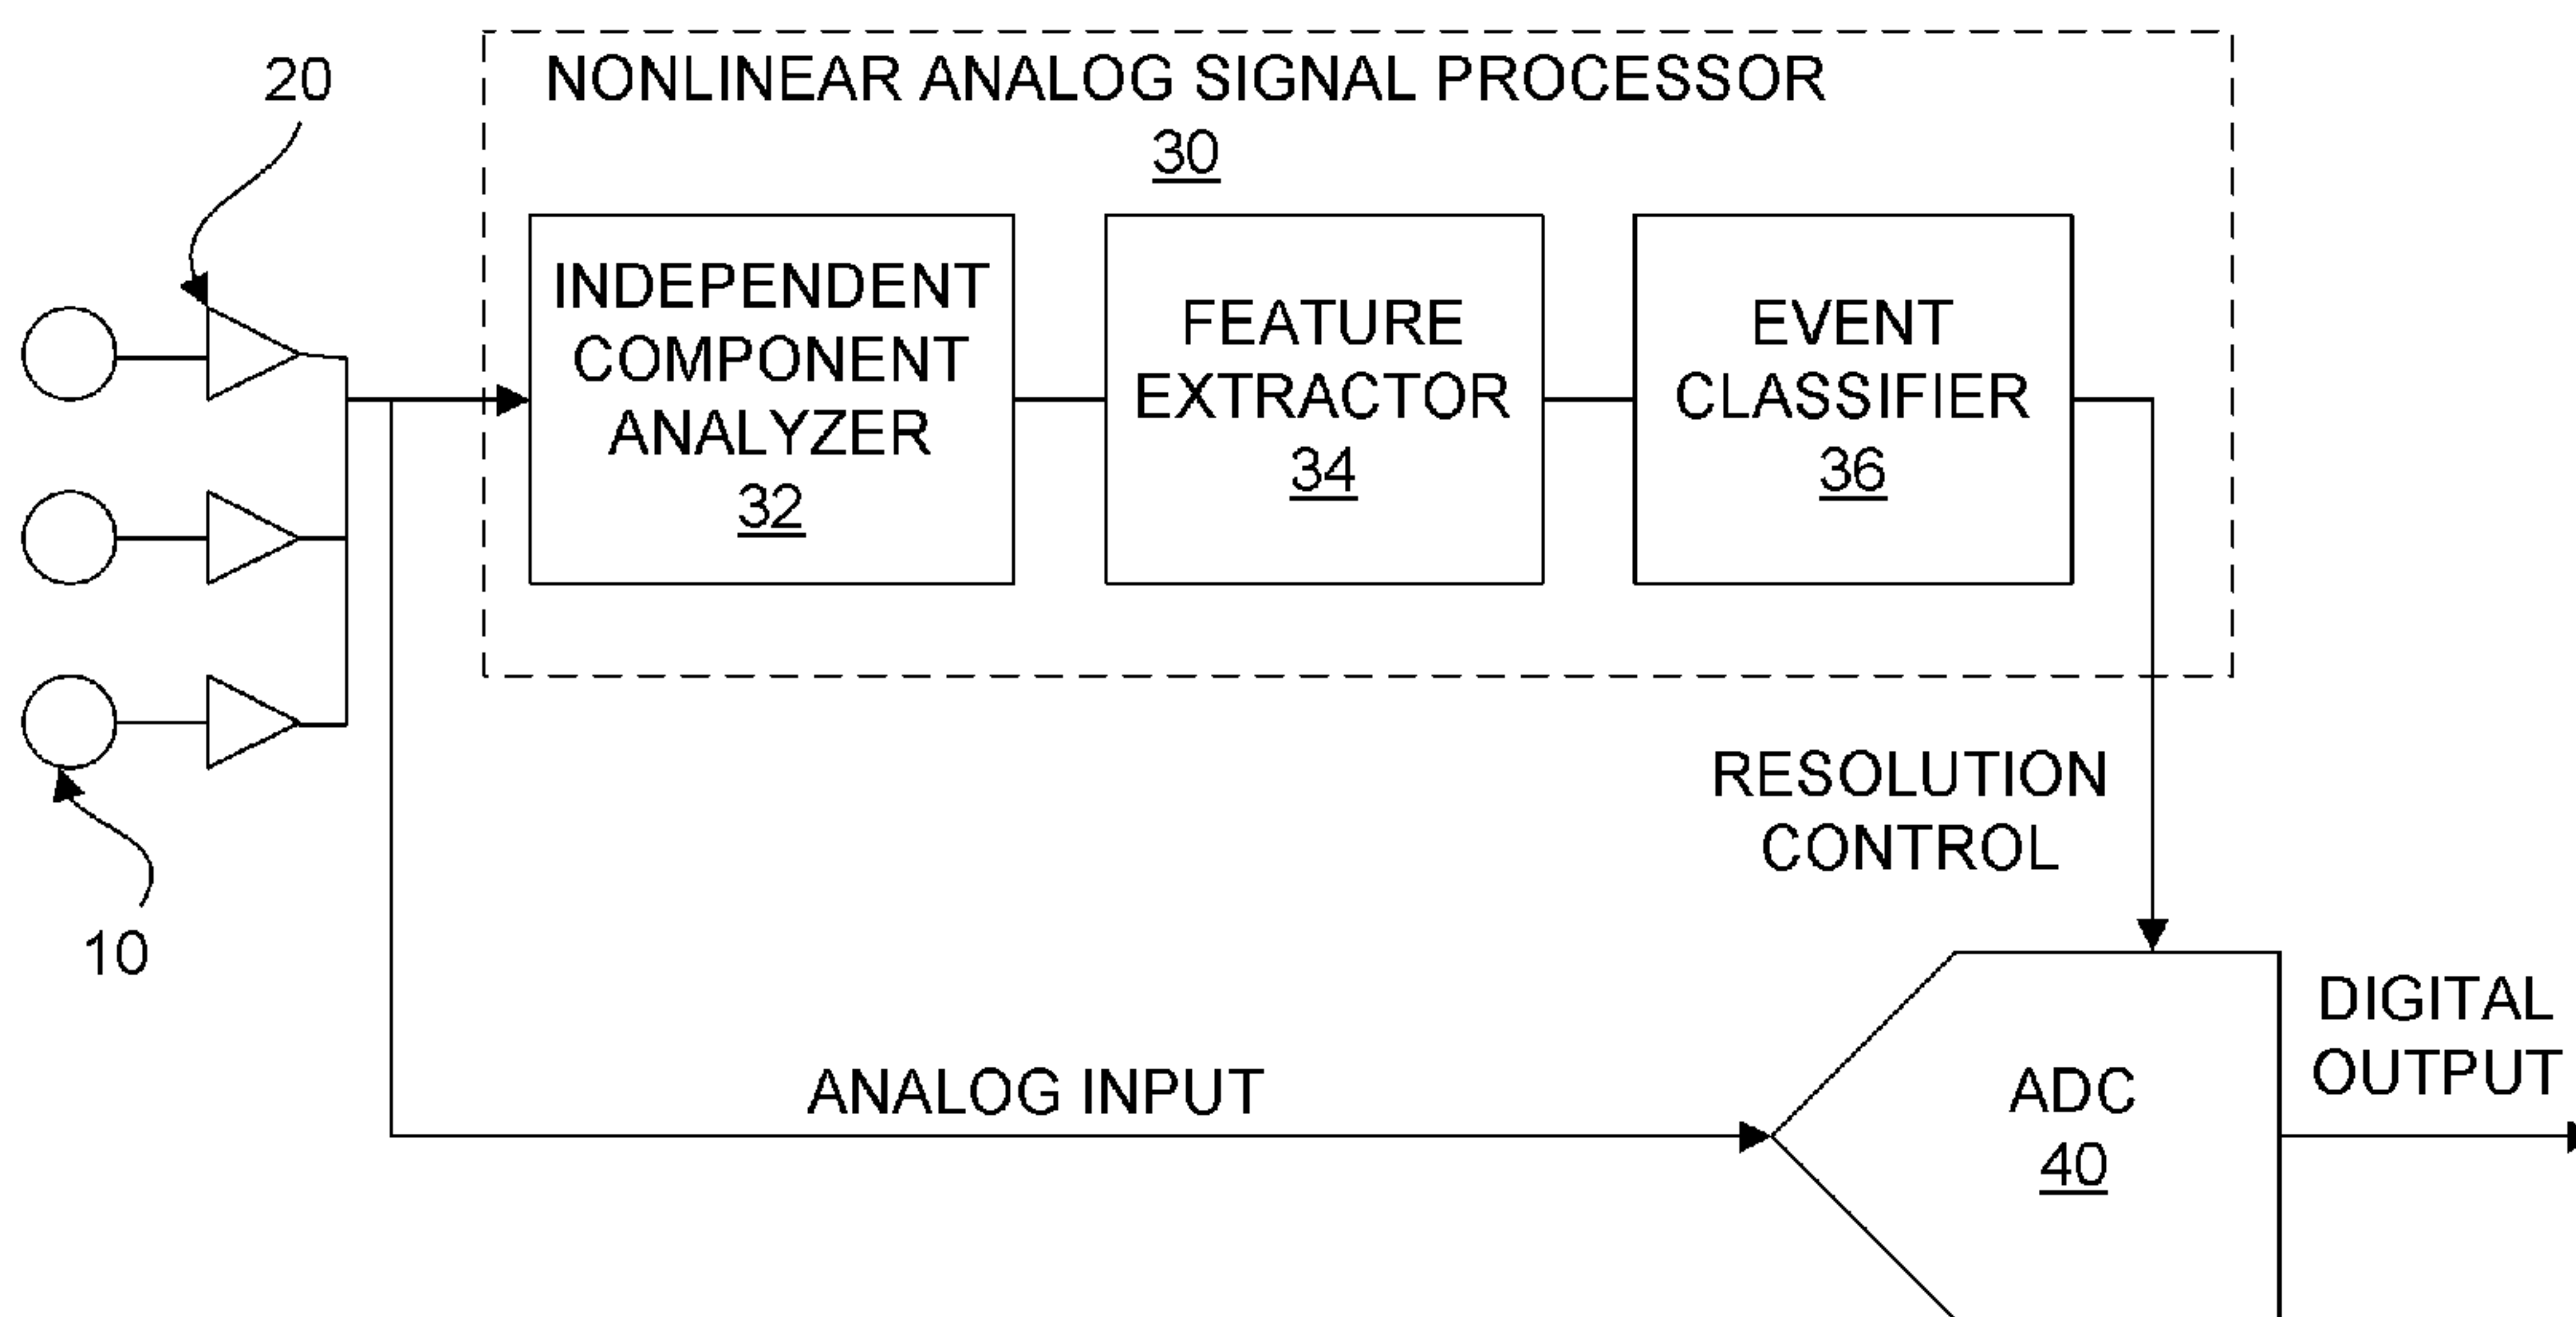 20
NONLINEAR ANALOG SIGNAL PROCESSOR
30
INDEPENDENT
COMPONENT
ANALYZER
32
FEATURE
EXTRACTOR
34
EVENT
CLASSIFIER
36
10
RESOLUTION
CONTROL
ANALOG INPUT
ADC
40
DIGITAL
OUTPUT